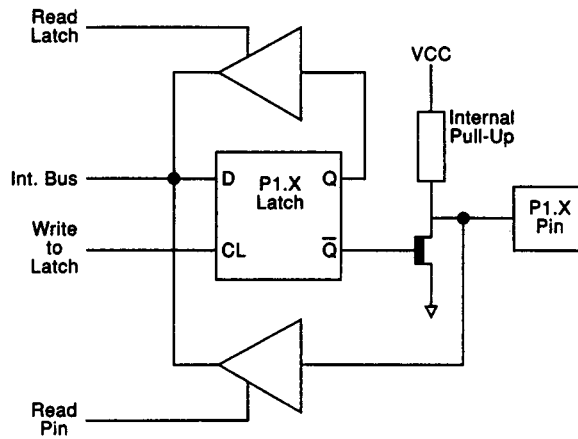 Read
Latch
VCC
Internal
Pull-Up
Int. Bus
D
P1.X
Latch
Q
P1.X
Pin
Write
to
Latch
CL
Q̅
Read
Pin